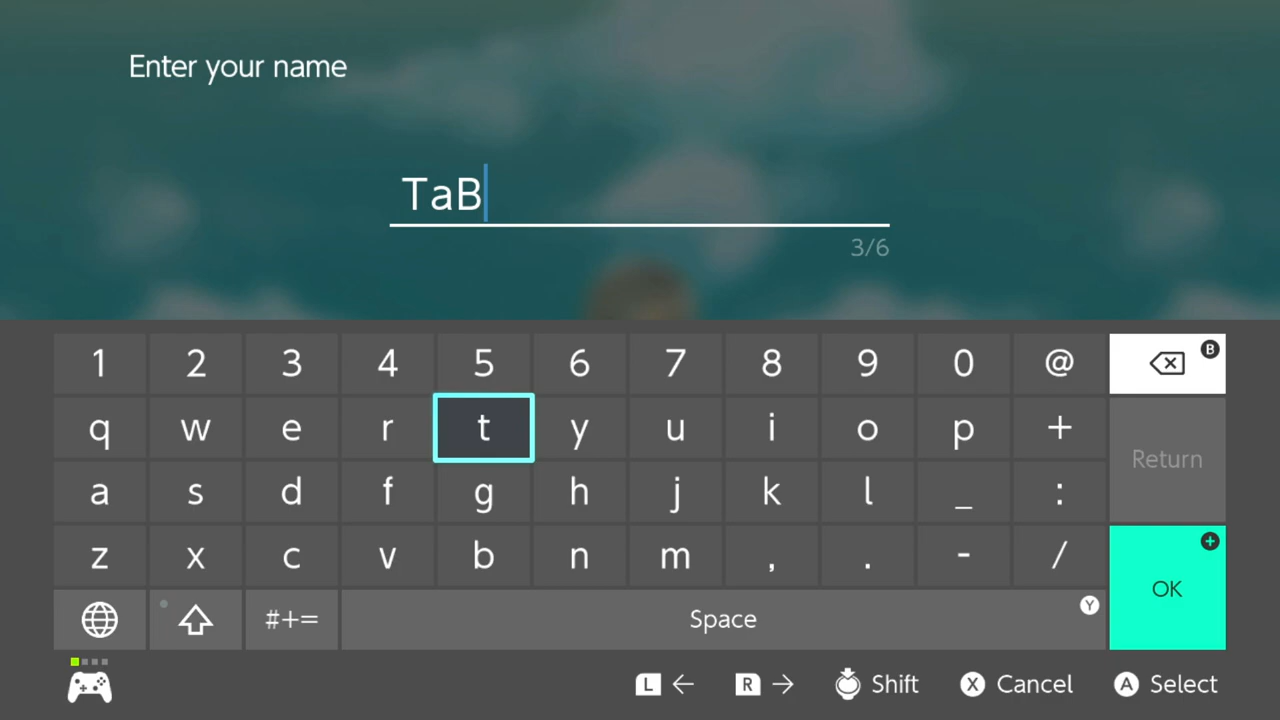 Enter your name
TaB
3/6
1 2 3 4 5 6 7 8 9 0 @ B
q w e r t y u i o p + Return
a s d f g h j k l _ :
z x c v b n m , . - / + OK
#+= Space Y
L ← R → Shift X Cancel A Select